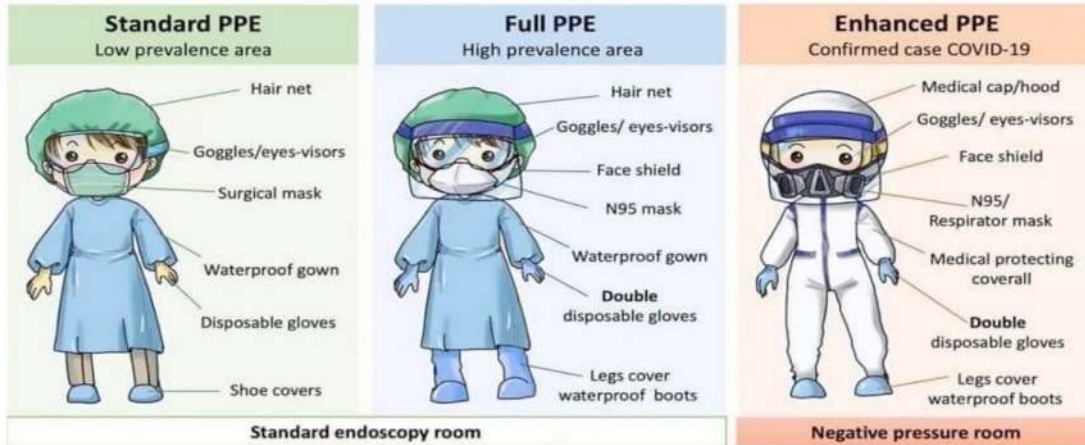 Standard PPE
Low prevalence area
Hair net
Goggles/eyes-visors
Surgical mask
Waterproof gown
Disposable gloves
Shoe covers
Full PPE
High prevalence area
Hair net
Goggles/ eyes-visors
Face shield
N95 mask
Waterproof gown
Double
disposable gloves
Legs cover
waterproof boots
Standard endoscopy room
Enhanced PPE
Confirmed case COVID-19
Medical cap/hood
Goggles/ eyes-visors
Face shield
N95/
Respirator mask
Medical protecting
coverall
Double
disposable gloves
Legs cover
waterproof boots
Negative pressure room